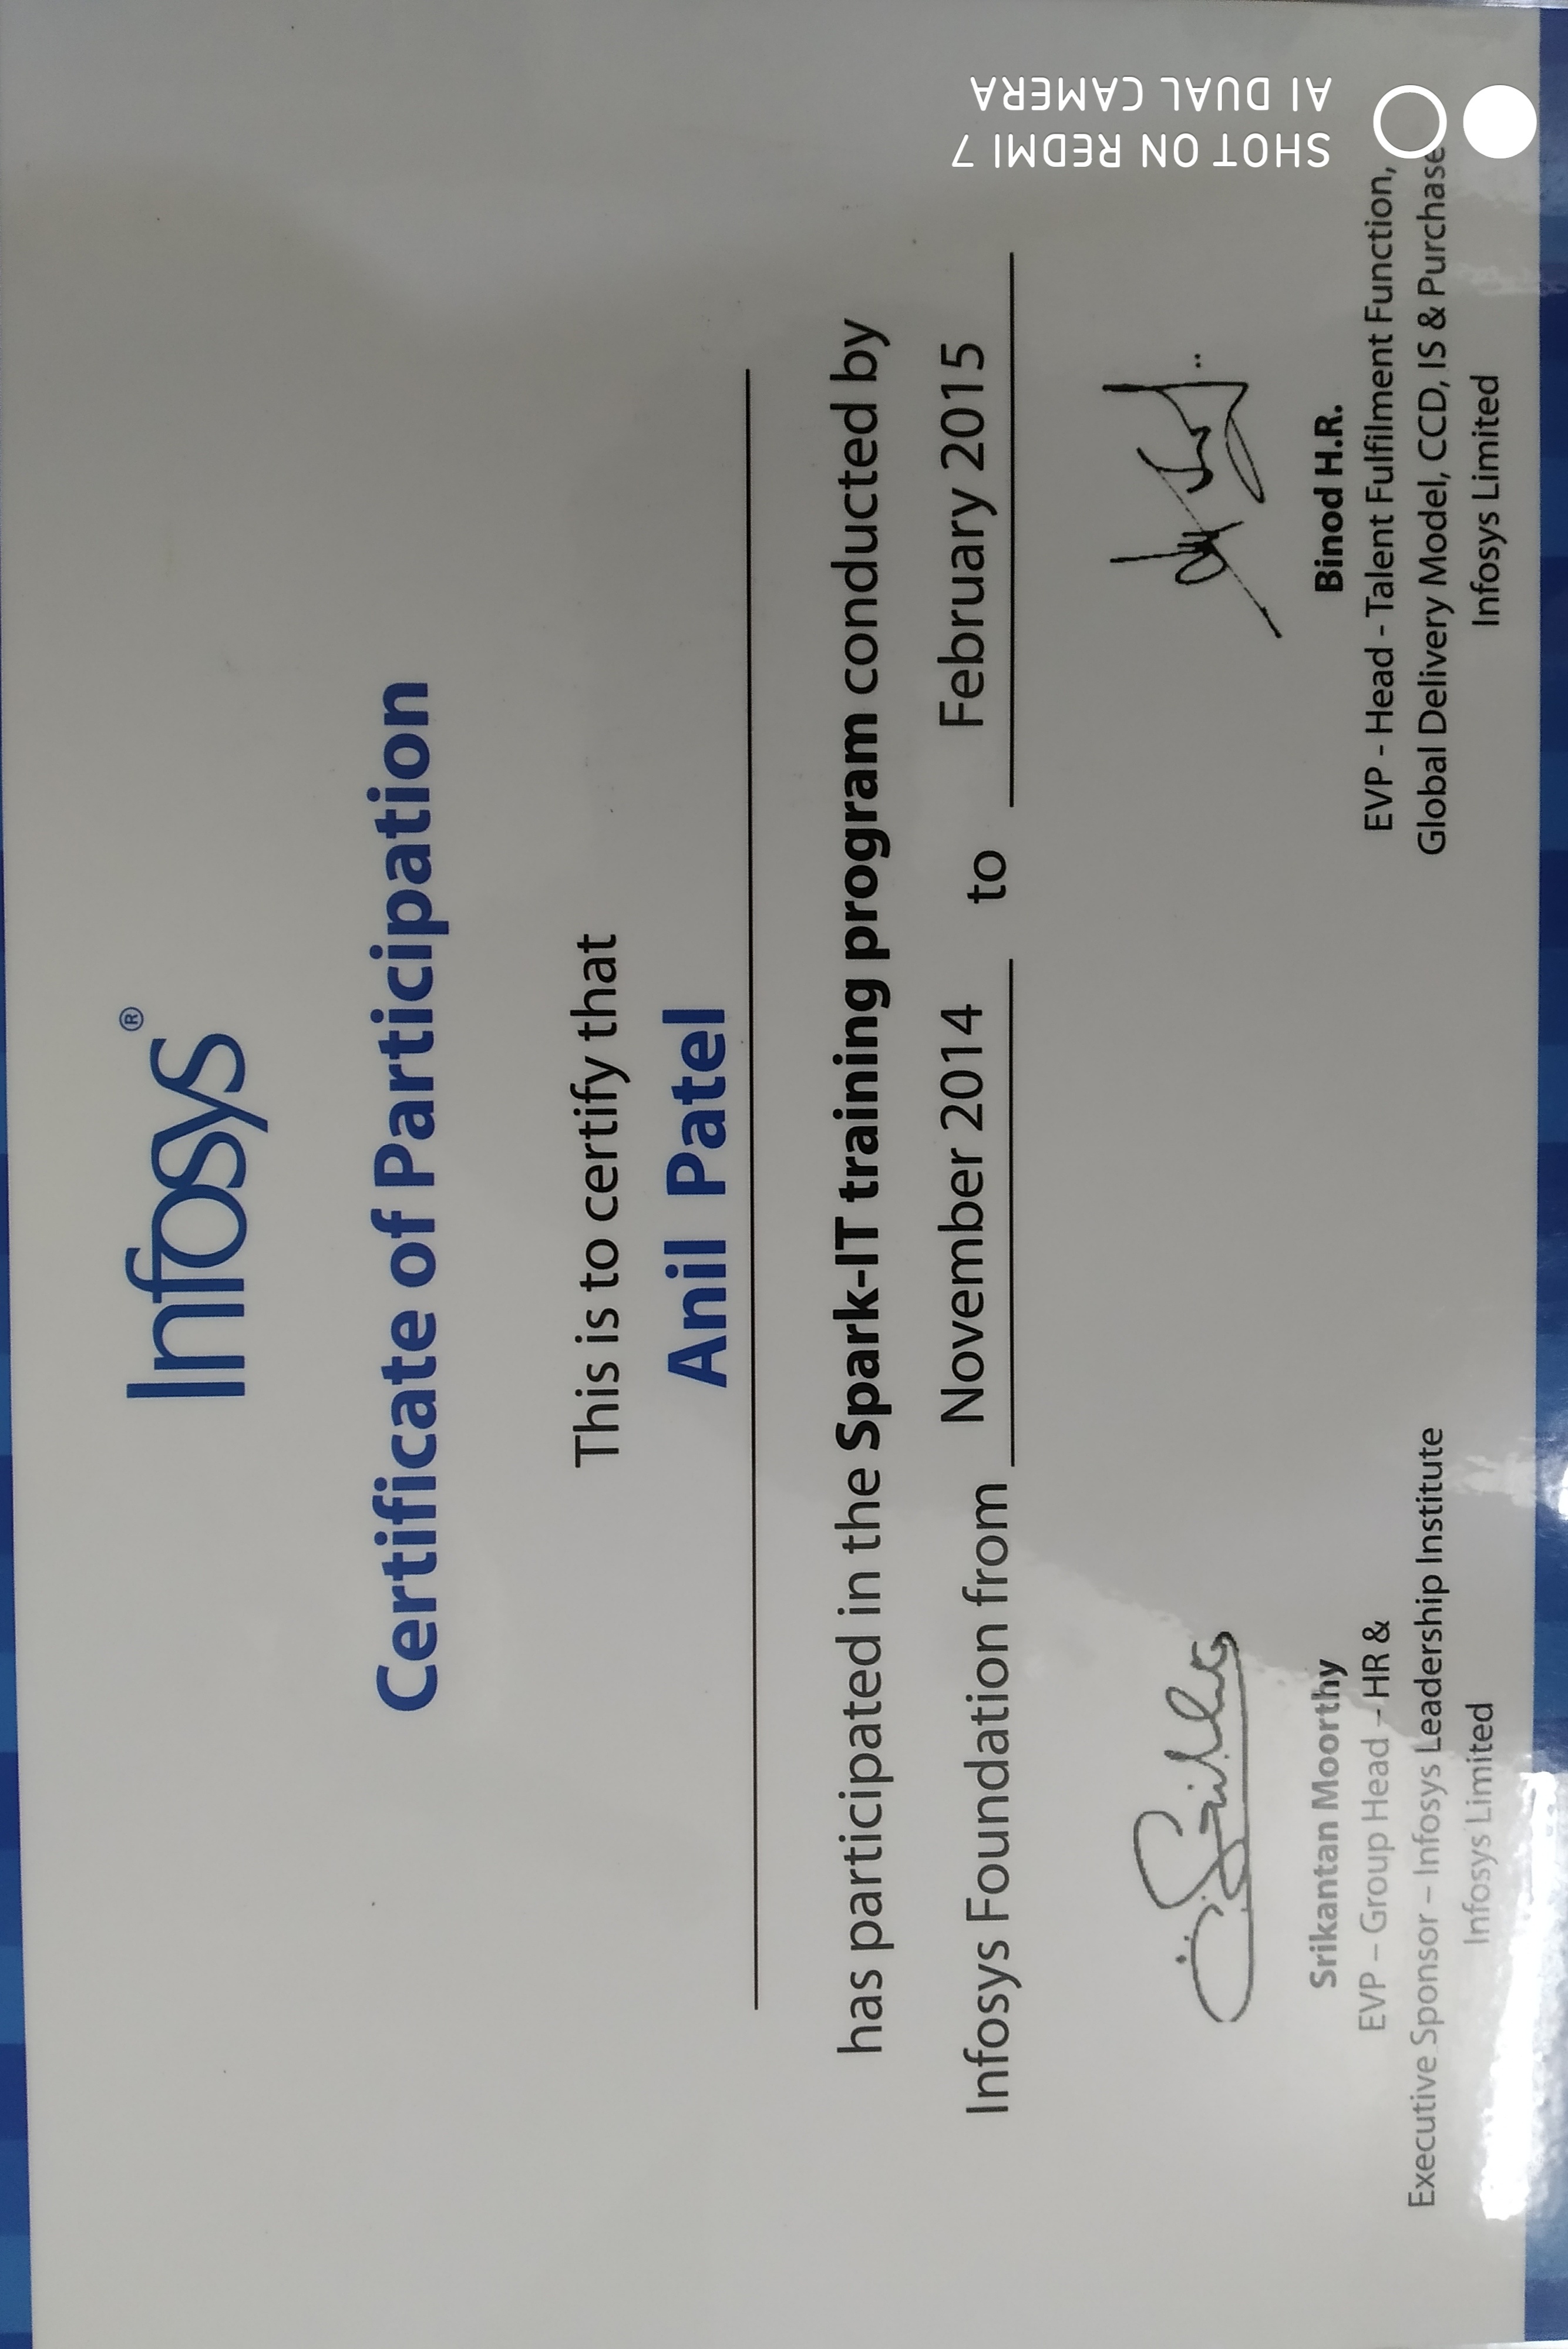 Infosys®
Certificate of Participation
This is to certify that
Anil Patel
has participated in the Spark-IT training program conducted by
Infosys Foundation from November 2014 to February 2015
Srikantan Moorthy
EVP – Group Head – HR &
Executive Sponsor – Infosys Leadership Institute
Infosys Limited
Binod H.R.
EVP - Head - Talent Fulfilment Function,
Global Delivery Model, CCD, IS & Purchase
Infosys Limited
SHOT ON REDMI 7
AI DUAL CAMERA